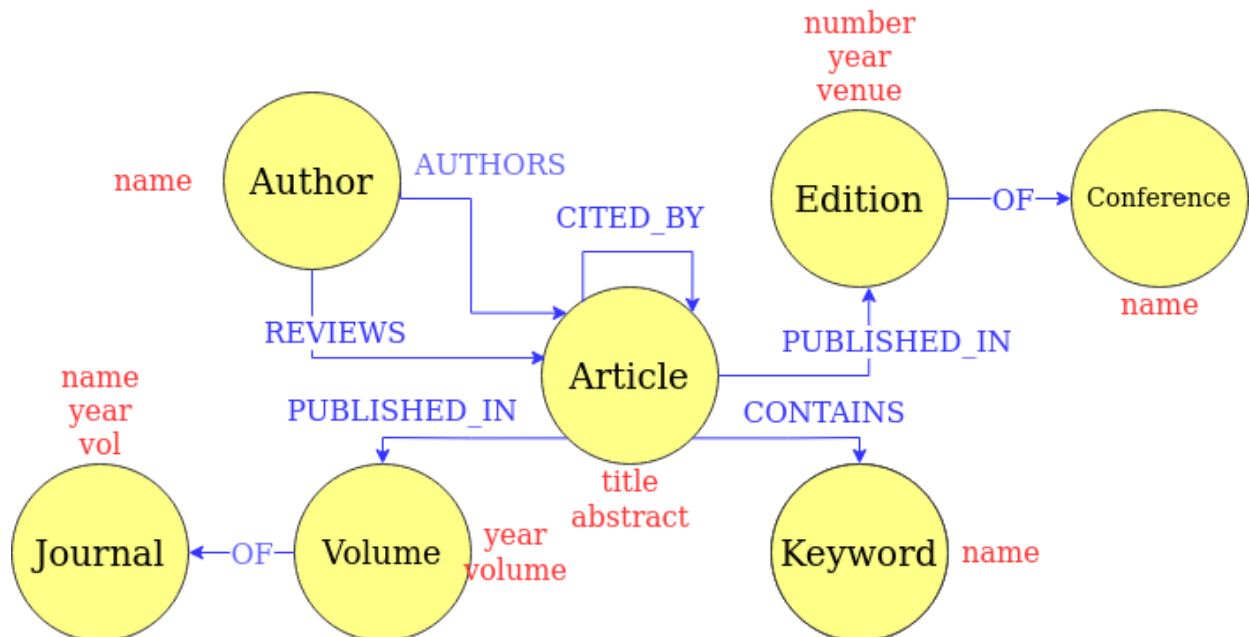 number
year
venue
Author
AUTHORS
name
CITED_BY
Edition
OF
Conference
name
REVIEWS
PUBLISHED_IN
Article
name
year
vol
PUBLISHED_IN
CONTAINS
title
abstract
Journal
OF
Volume
year
volume
Keyword
name